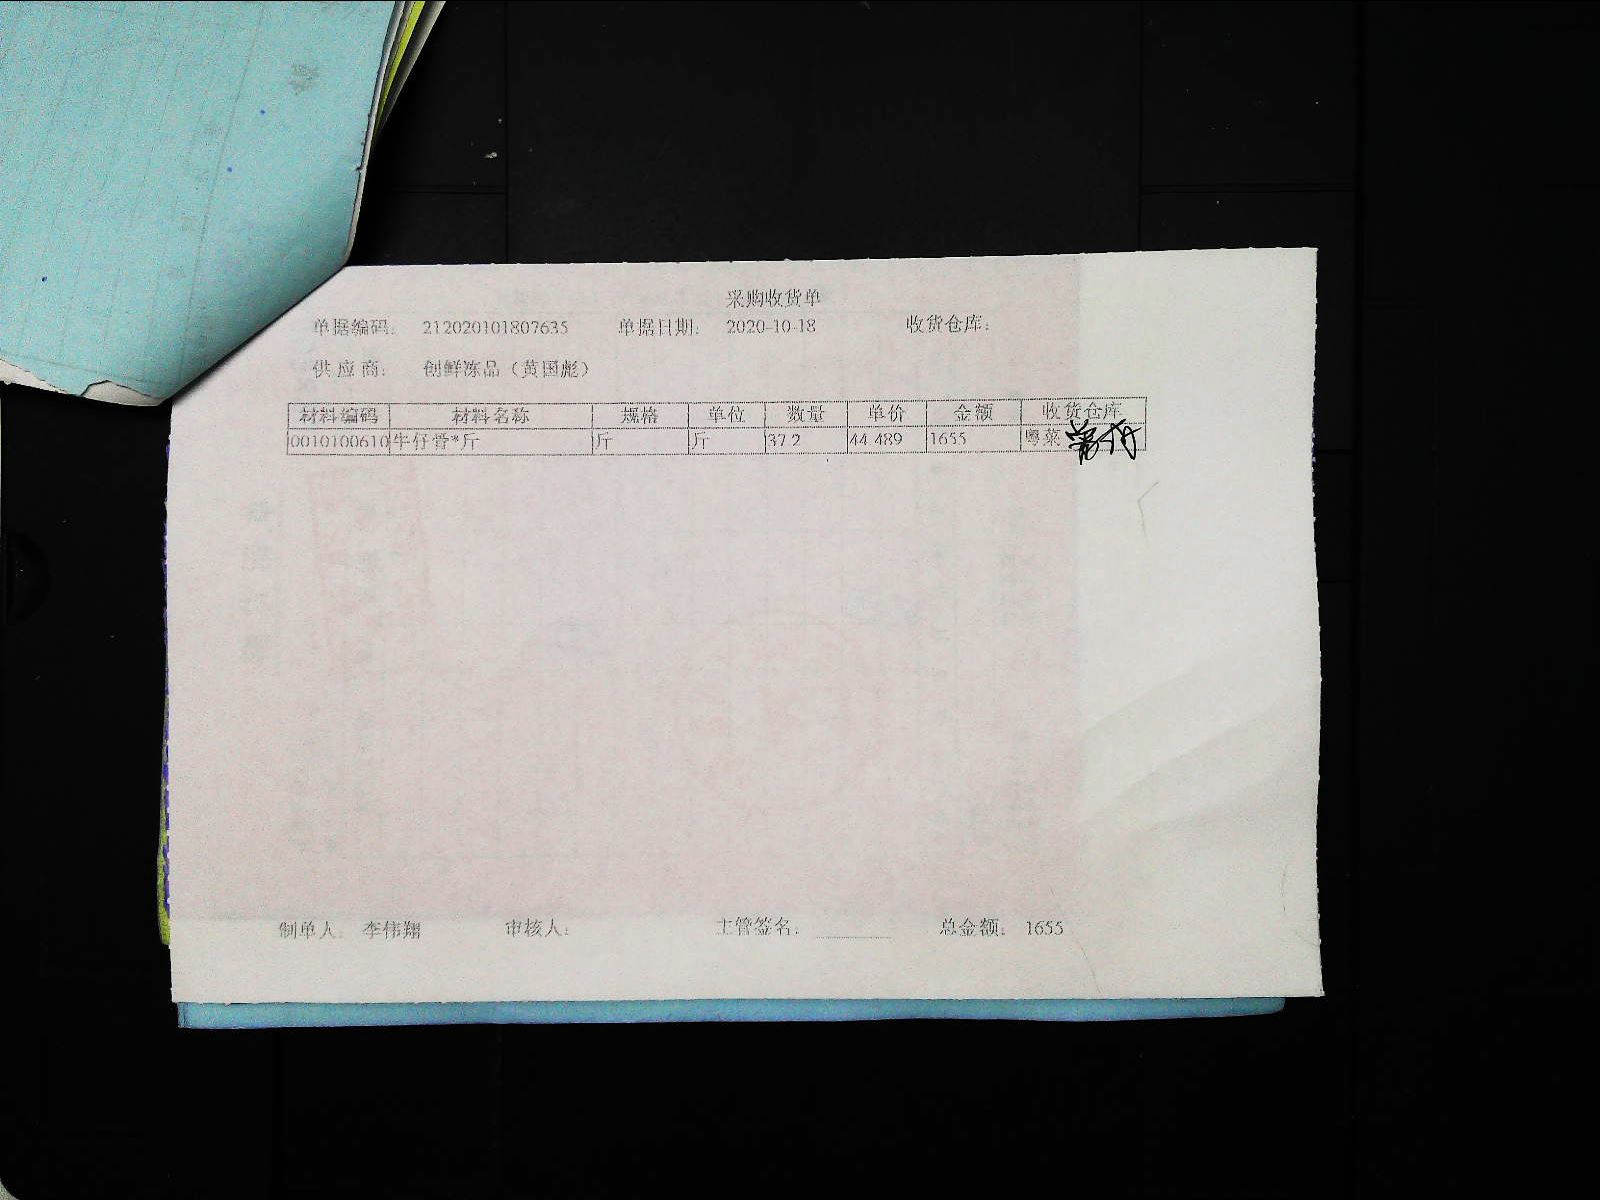 采购收货单
单据编码: 212020101807635 单据日期: 2020-10-18 收货仓库:
供应商: 创鲜冻品（黄国彪）
材料编码 材料名称 规格 单位 数量 单价 金额 收货仓库
0010100610 牛仔骨*斤 斤 斤 37.2 44.489 1655 粤菜
制单人: 李伟翔 审核人: 主管签名: 总金额: 1655